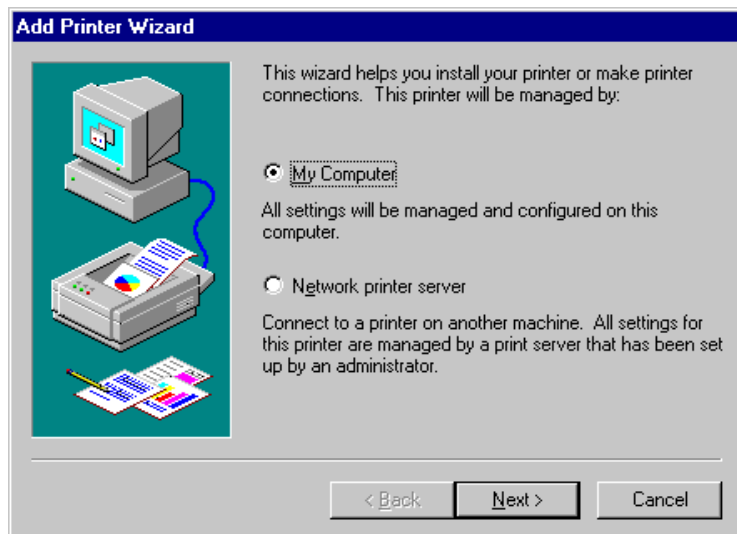 Add Printer Wizard
This wizard helps you install your printer or make printer
connections.  This printer will be managed by:
My Computer
All settings will be managed and configured on this
computer.
Network printer server
Connect to a printer on another machine.  All settings for
this printer are managed by a print server that has been set
up by an administrator.
< Back
Next >
Cancel